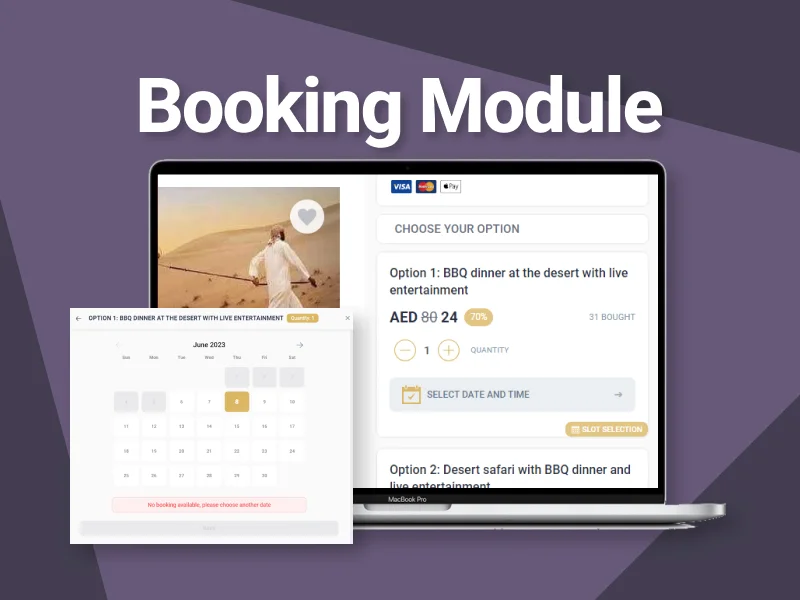 Booking Module
VISA
Pay
CHOOSE YOUR OPTION
Option 1: BBQ dinner at the desert with live
entertainment
AED 80 24 70%
31 BOUGHT
1 QUANTITY
SELECT DATE AND TIME
SLOT SELECTION
Option 2: Desert safari with BBQ dinner and
live entertainment
MacBook Pro
OPTION 1: BBQ DINNER AT THE DESERT WITH LIVE ENTERTAINMENT Quantity: 1
June 2023
Sun Mon Tue Wed Thu Fri Sat
6 7 8 9 10
11 12 13 14 15 16 17
18 19 20 21 22 23 24
25 26 27 28 29 30
No booking available, please choose another date